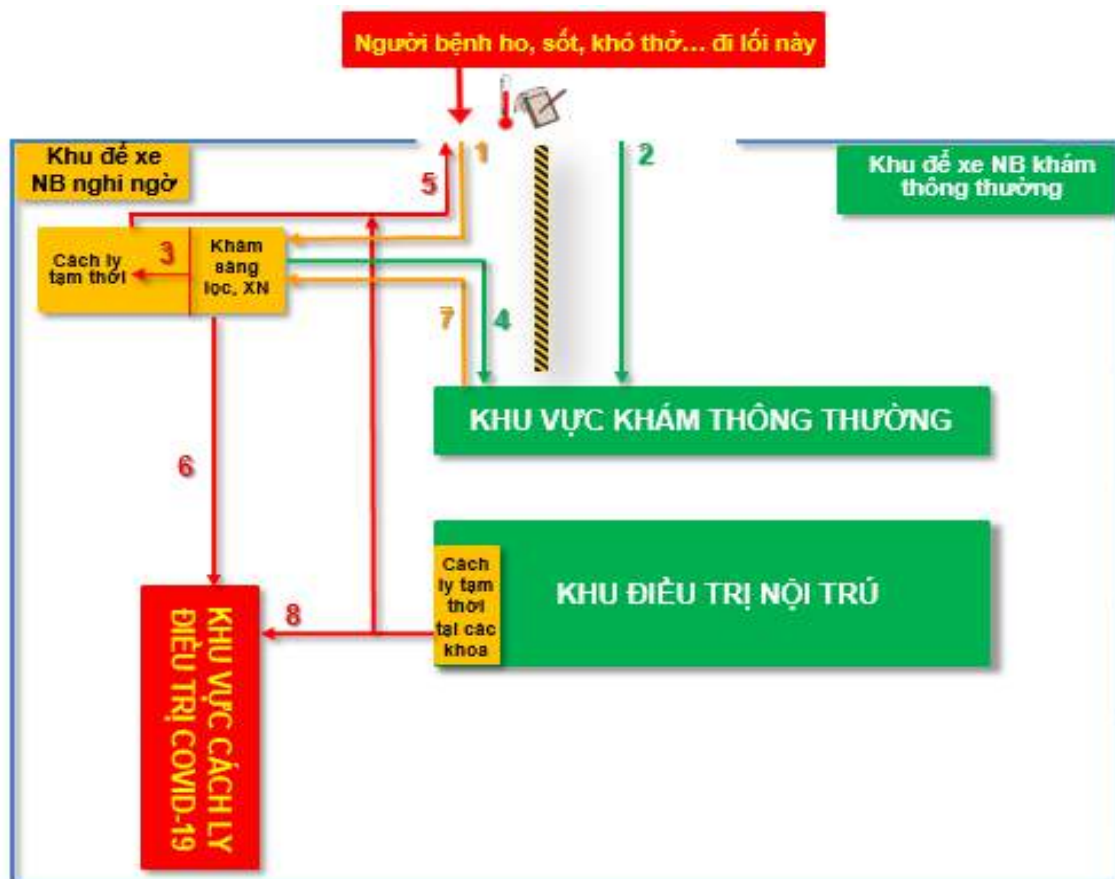 Người bệnh ho, sốt, khó thở... đi lối này
Khu để xe
NB nghi ngờ
1
2
5
Khu để xe NB khám
thông thường
Cách ly
tạm thời
3
Khám
sàng
lọc, XN
7
4
KHU VỰC KHÁM THÔNG THƯỜNG
6
Cách
ly tạm
thời
tại các
khoa
KHU ĐIỀU TRỊ NỘI TRÚ
8
KHU VỰC CÁCH LY
ĐIỀU TRỊ COVID-19